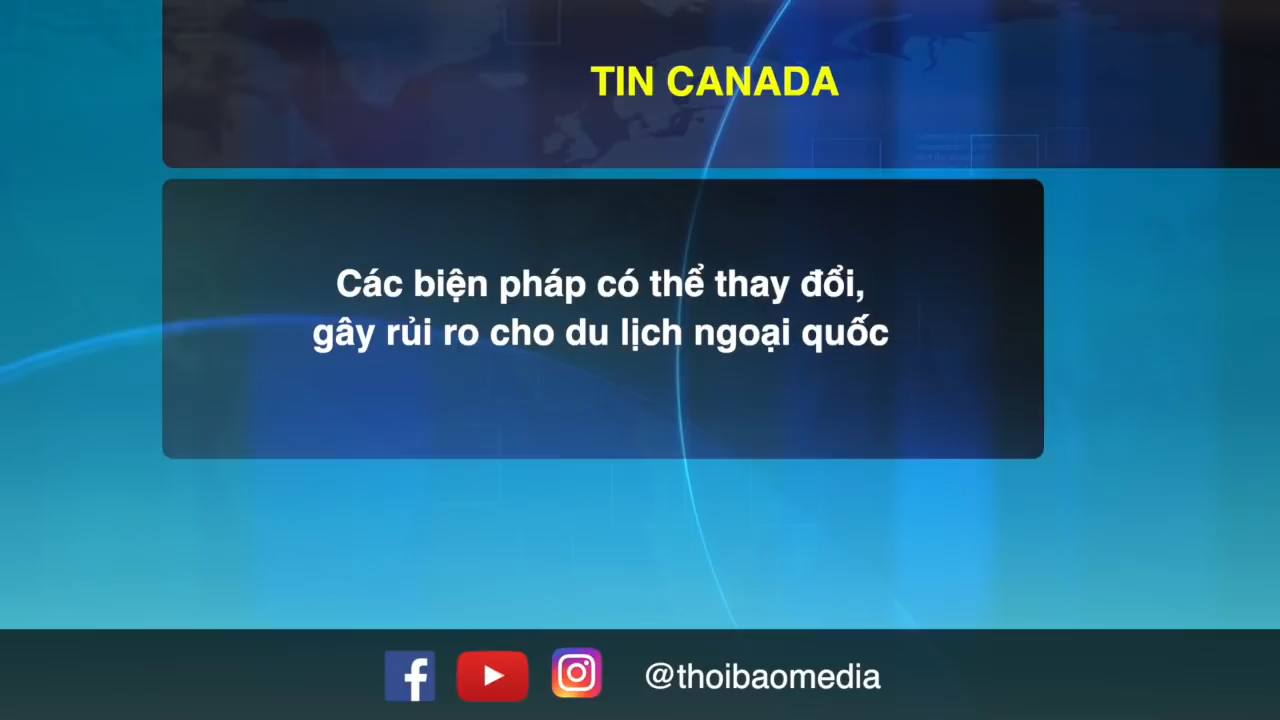 TIN CANADA
Các biện pháp có thể thay đổi,
gây rủi ro cho du lịch ngoại quốc
@thoibaomedia